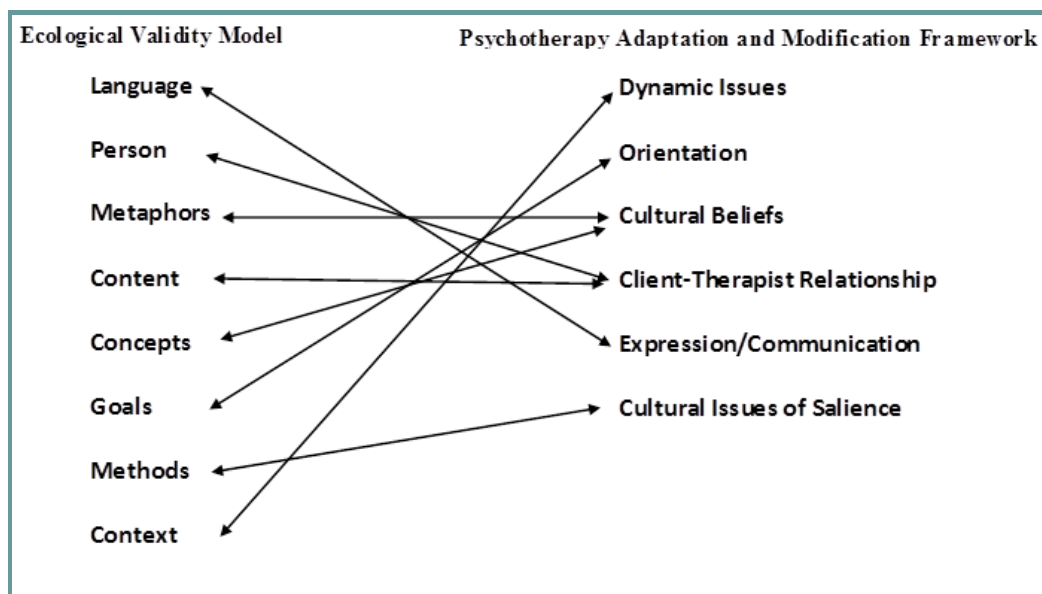 Ecological Validity Model
Psychotherapy Adaptation and Modification Framework
Language
Dynamic Issues
Person
Orientation
Metaphors
Cultural Beliefs
Content
Client-Therapist Relationship
Concepts
Expression/Communication
Goals
Cultural Issues of Salience
Methods
Context